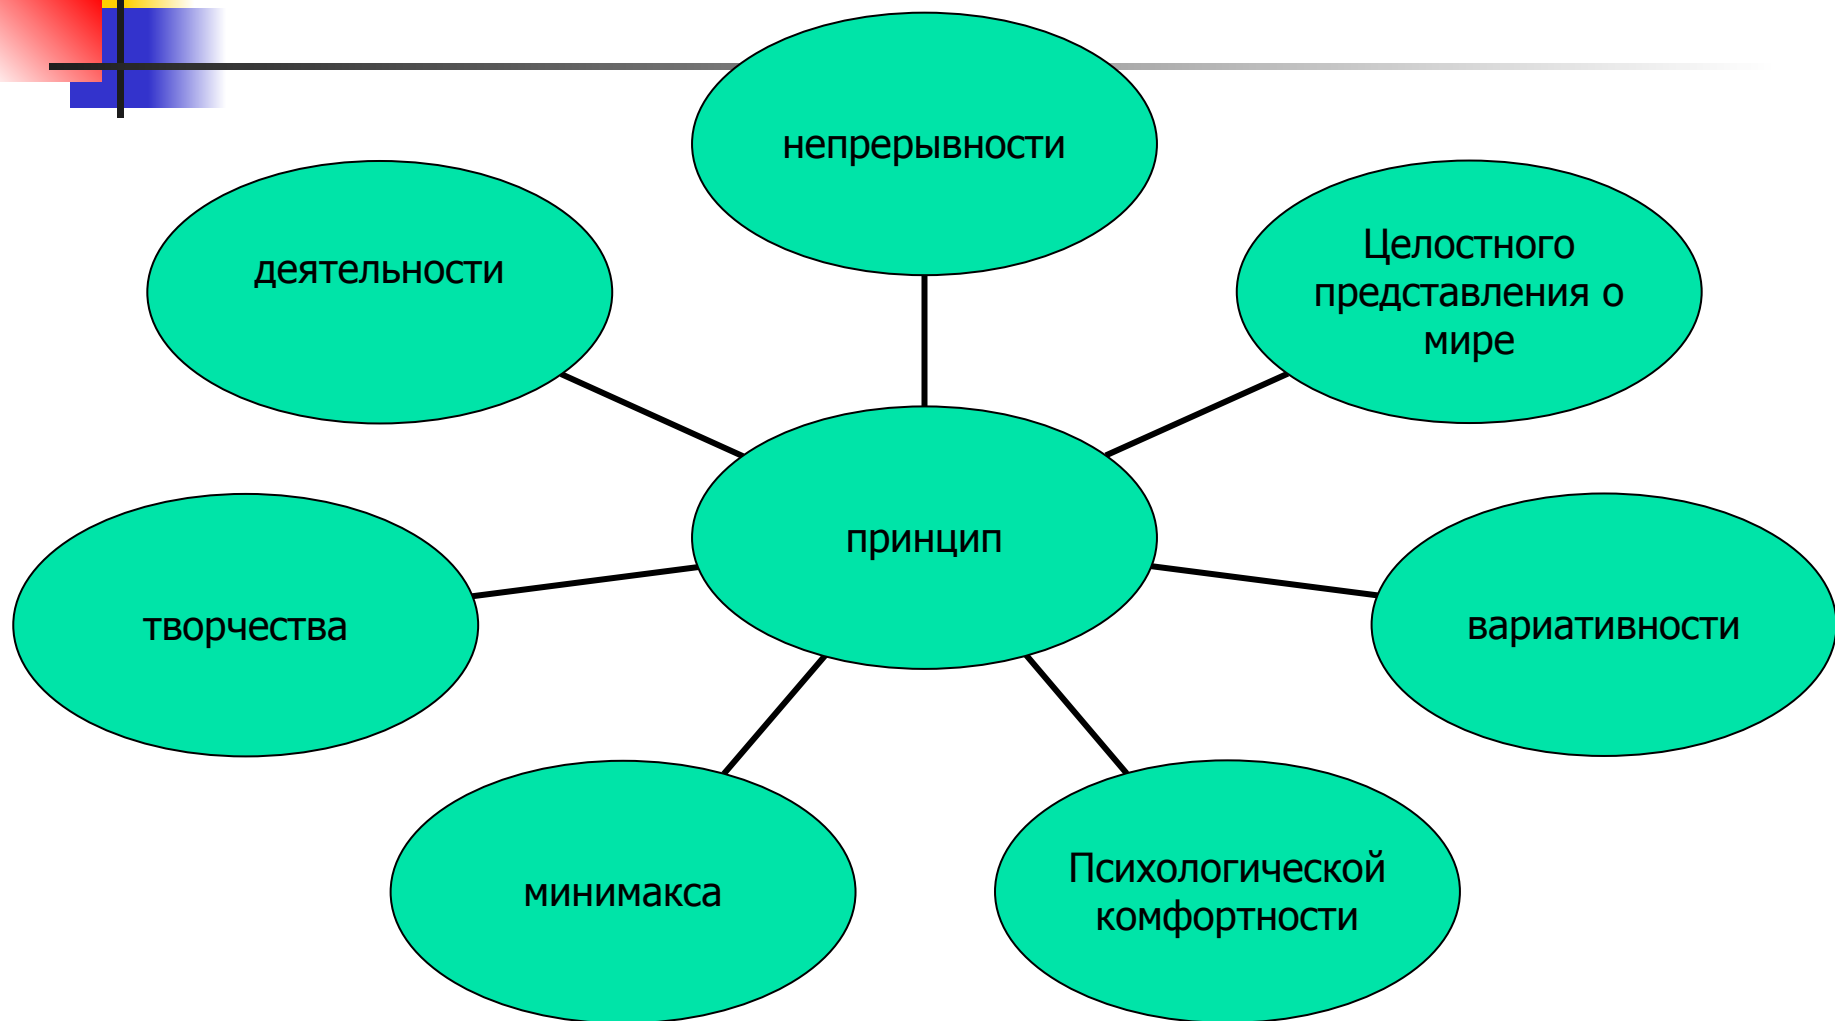 непрерывности
деятельности
Целостного
представления о
мире
принцип
творчества
вариативности
минимакса
Психологической
комфортности